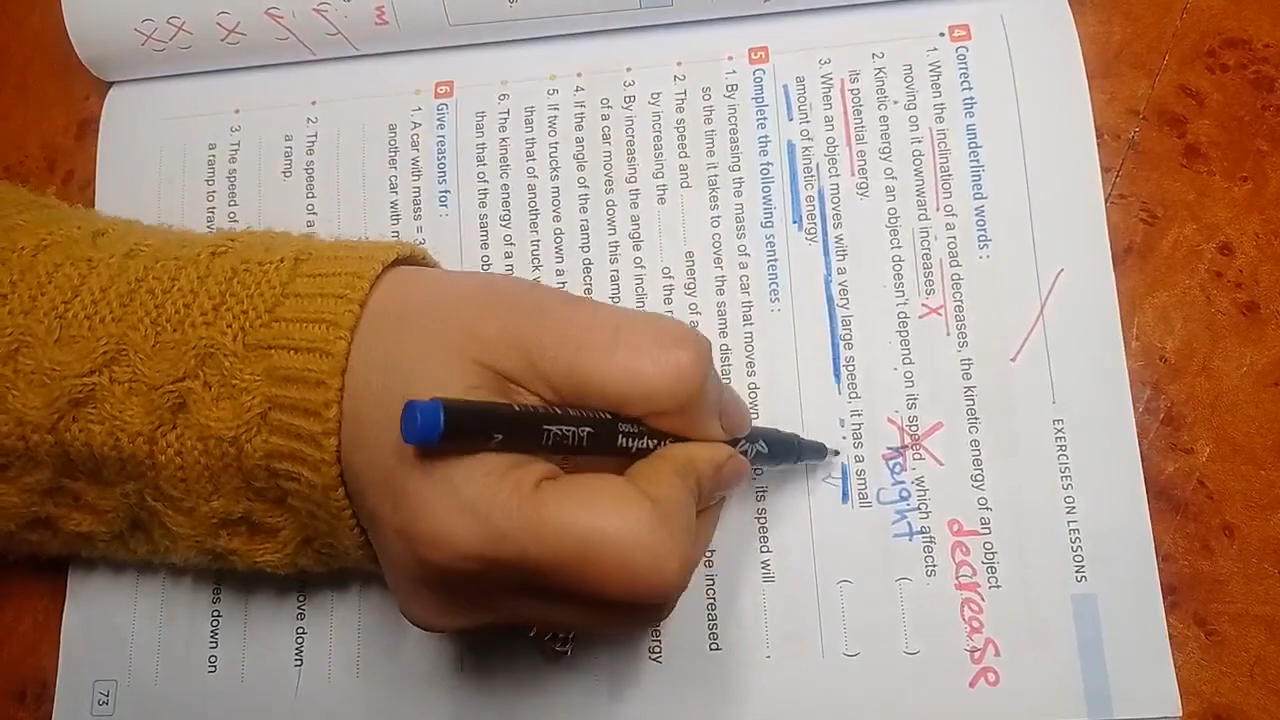 EXERCISES ON LESSONS
4 Correct the underlined words :
1. When the inclination of a road decreases, the kinetic energy of an object
moving on it downward increases. X
decrease
2. Kinetic energy of an object doesn't depend on its speed, which affects
its potential energy. (..........)
height
3. When an object moves with a very large speed, it has a small
amount of kinetic energy. (..........)
5 Complete the following sentences :
1. By increasing the mass of a car that moves down its speed will ..........,
so the time it takes to cover the same be increased
2. The speed and .......... energy of
by increasing the .......... of the
3. By increasing the angle of
of a car moves down this ramp
4. If the angle of the ramp
5. If two trucks move down a
than that of another truck
6. The kinetic energy of a
than that of the same
6 Give reasons for :
1. A car with mass = 3
another car with
2. The speed of a move down
a ramp.
3. The speed of down on
a ramp to
73
m
(✓)
(✓)
(X)
(X)
(X)